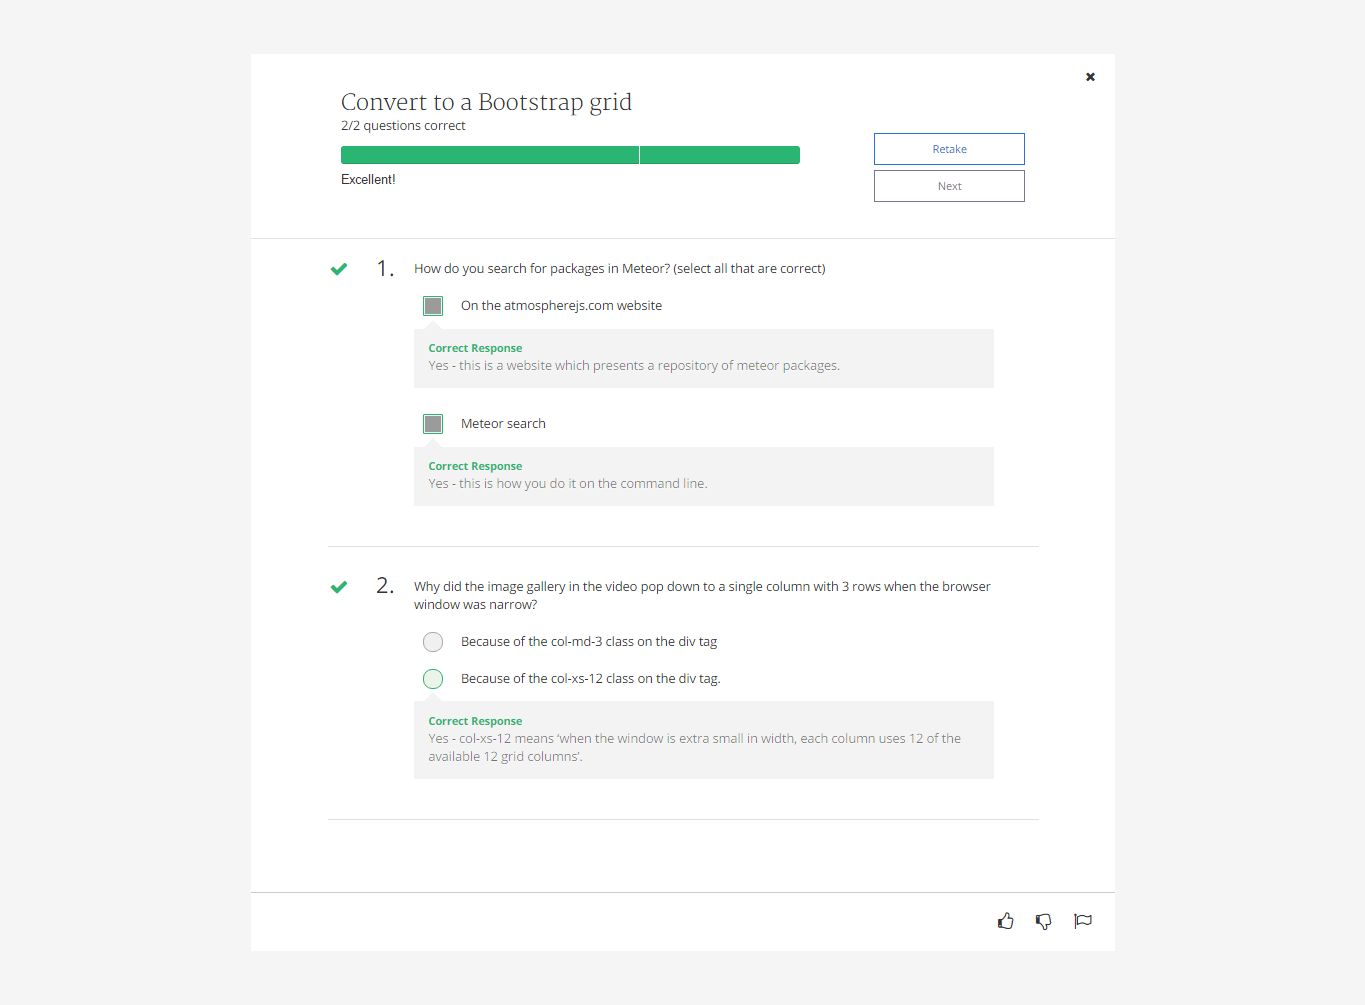 Convert to a Bootstrap grid
2/2 questions correct
Excellent!
Retake
Next
1. How do you search for packages in Meteor? (select all that are correct)
On the atmospherejs.com website
Correct Response
Yes - this is a website which presents a repository of meteor packages.
Meteor search
Correct Response
Yes - this is how you do it on the command line.
2. Why did the image gallery in the video pop down to a single column with 3 rows when the browser
window was narrow?
Because of the col-md-3 class on the div tag
Because of the col-xs-12 class on the div tag.
Correct Response
Yes - col-xs-12 means ‘when the window is extra small in width, each column uses 12 of the
available 12 grid columns’.